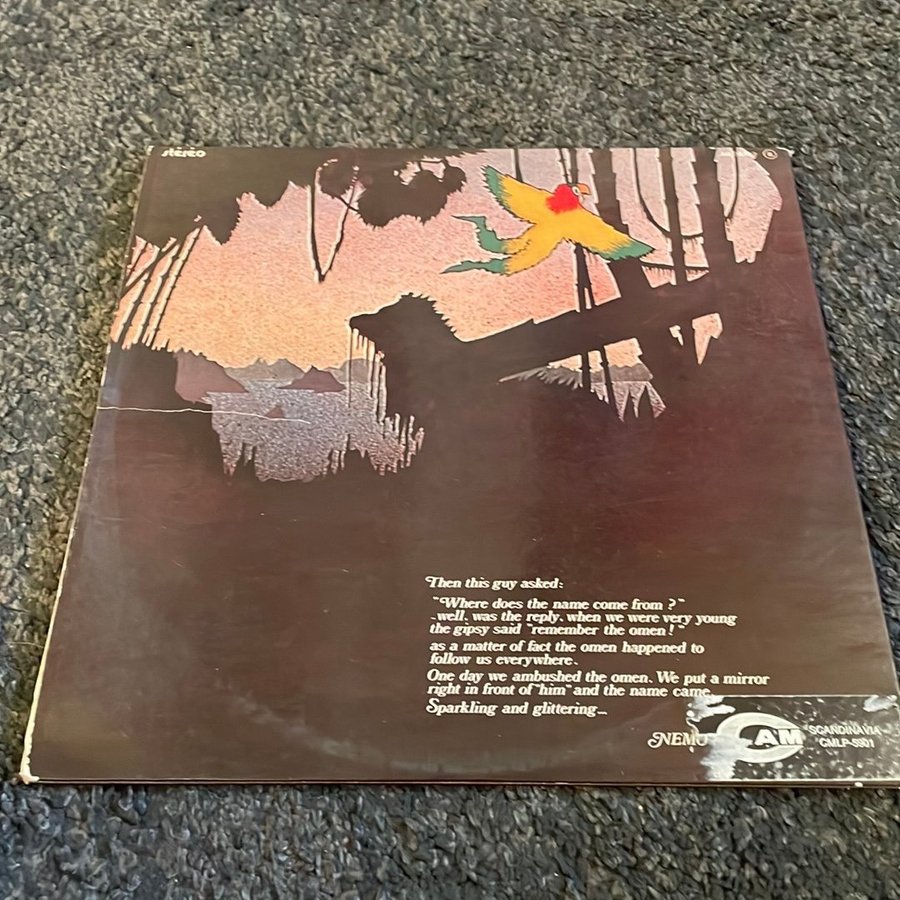 stéréo
Then this guy asked:
"Where does the name come from ?"
-well. was the reply. when we were very young
the gipsy said "remember the omen ! "
as a matter of fact the omen happened to
follow us everywhere.
One day we ambushed the omen. We put a mirror
right in front of "him" and the name came.
Sparkling and glittering...
NEMO
CAM
SCANDINAVIA
CMLP-5901